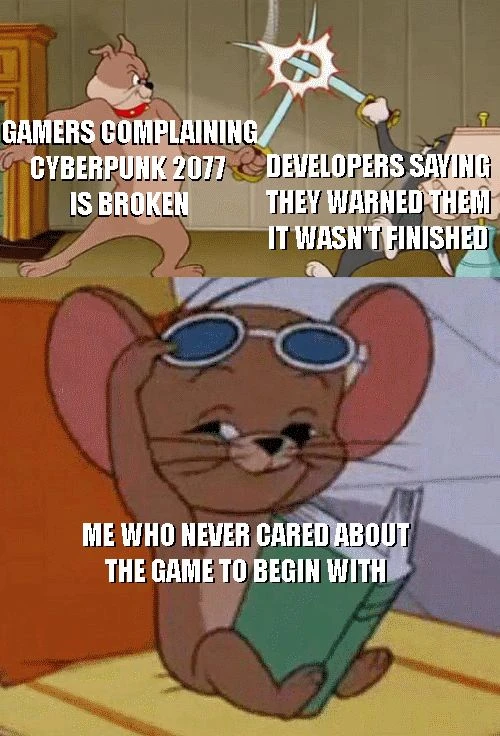 GAMERS COMPLAINING
CYBERPUNK 2077
IS BROKEN
DEVELOPERS SAYING
THEY WARNED THEM
IT WASN'T FINISHED
ME WHO NEVER CARED ABOUT
THE GAME TO BEGIN WITH